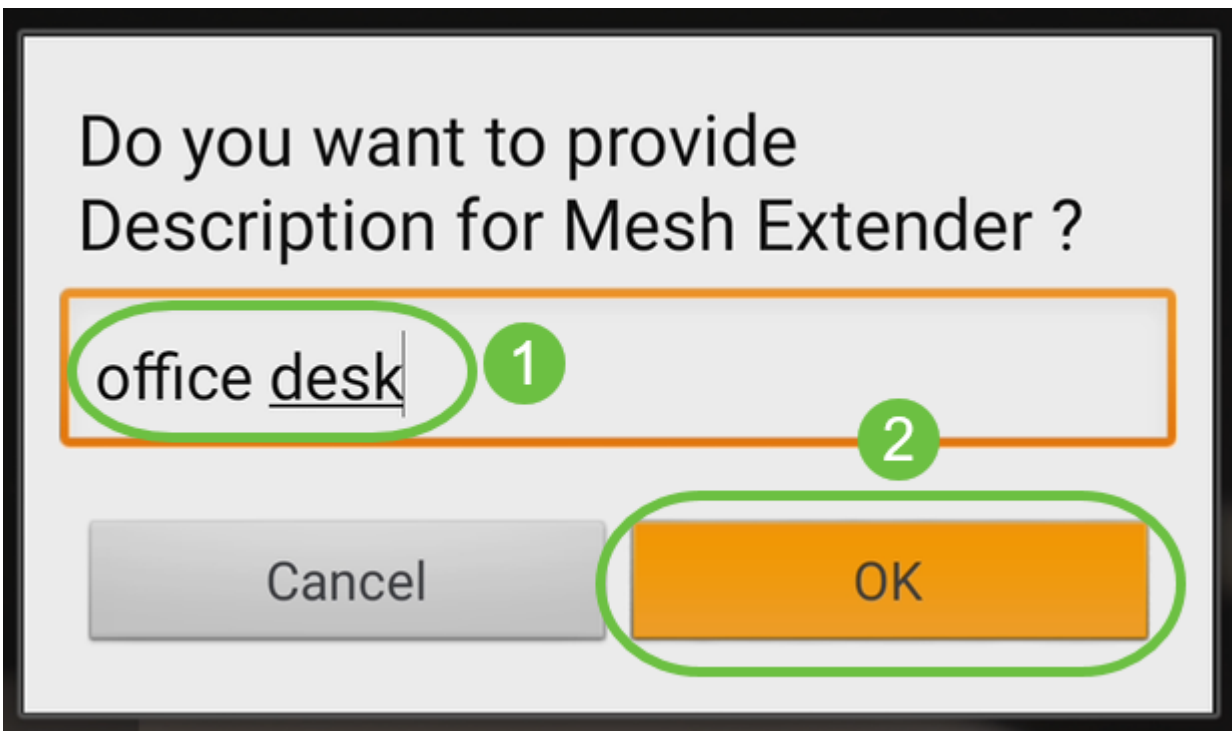 Do you want to provide
Description for Mesh Extender ?
office desk
1
2
Cancel
OK